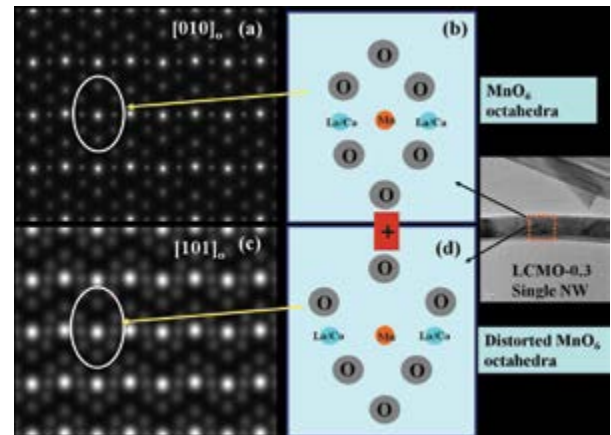 [010]o (a)
(b)
O
O
O
La/Ca
Mn
La/Ca
O
O
O
MnO6
octahedra
+
[101]o (c)
(d)
O
O
O
La/Ca
Mn
La/Ca
O
O
O
LCMO-0.3
Single NW
Distorted MnO6
octahedra